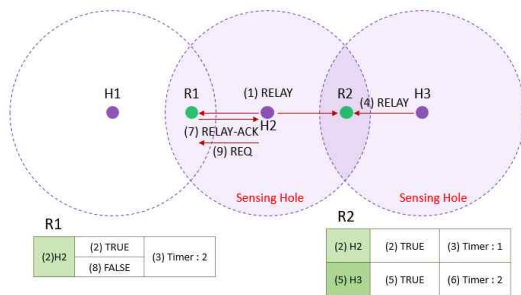 H1
R1
(1) RELAY
H2
R2
(4) RELAY
H3
(7) RELAY-ACK
(9) REQ
Sensing Hole
Sensing Hole
R1
(2)H2
(2) TRUE
(8) FALSE
(3) Timer : 2
R2
(2) H2
(2) TRUE
(3) Timer : 1
(5) H3
(5) TRUE
(6) Timer : 2